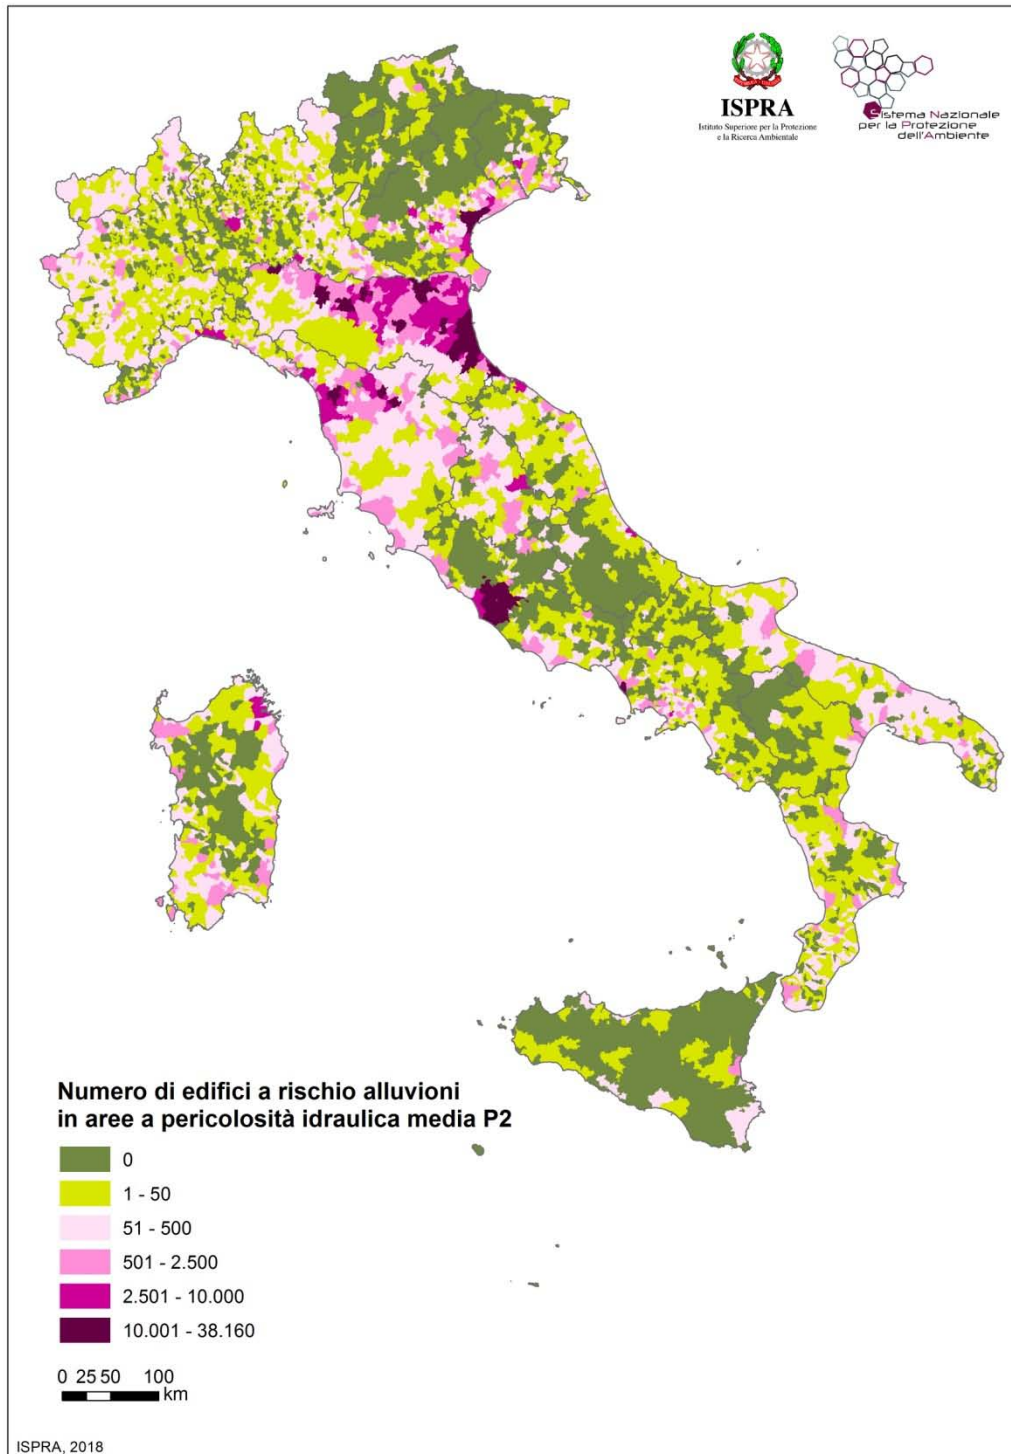 ISPRA
Istituto Superiore per la Protezione
e la Ricerca Ambientale
Sistema Nazionale
per la Protezione
dell'Ambiente
Numero di edifici a rischio alluvioni
in aree a pericolosità idraulica media P2
0
1 - 50
51 - 500
501 - 2.500
2.501 - 10.000
10.001 - 38.160
0 25 50 100
km
ISPRA, 2018